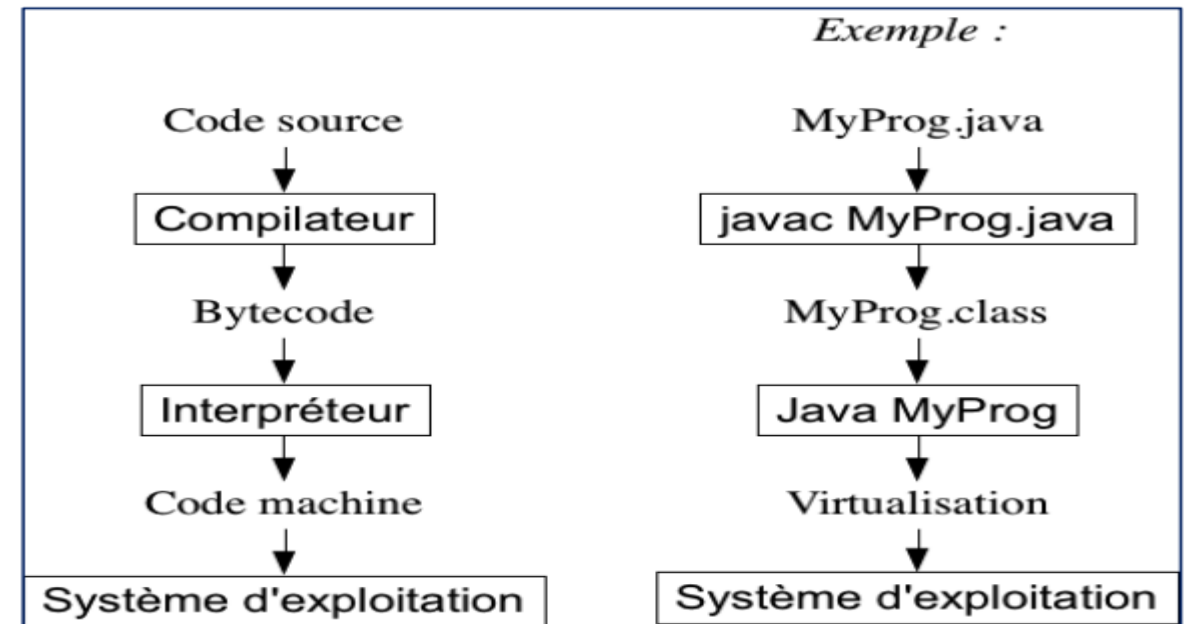 Exemple :
Code source
Compilateur
Bytecode
Interpréteur
Code machine
Système d'exploitation
MyProg.java
javac MyProg.java
MyProg.class
Java MyProg
Virtualisation
Système d'exploitation